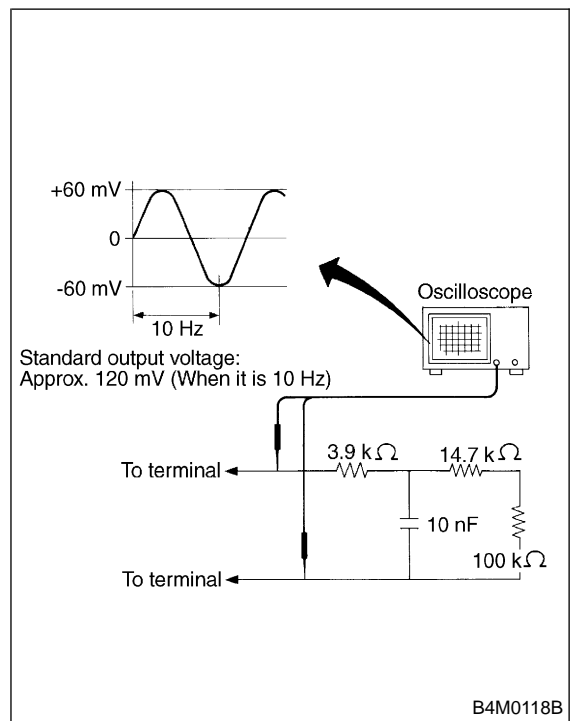 +60 mV
0
-60 mV
10 Hz
Oscilloscope
Standard output voltage:
Approx. 120 mV (When it is 10 Hz)
3.9 kΩ
14.7 kΩ
To terminal
10 nF
100 kΩ
To terminal
B4M0118B